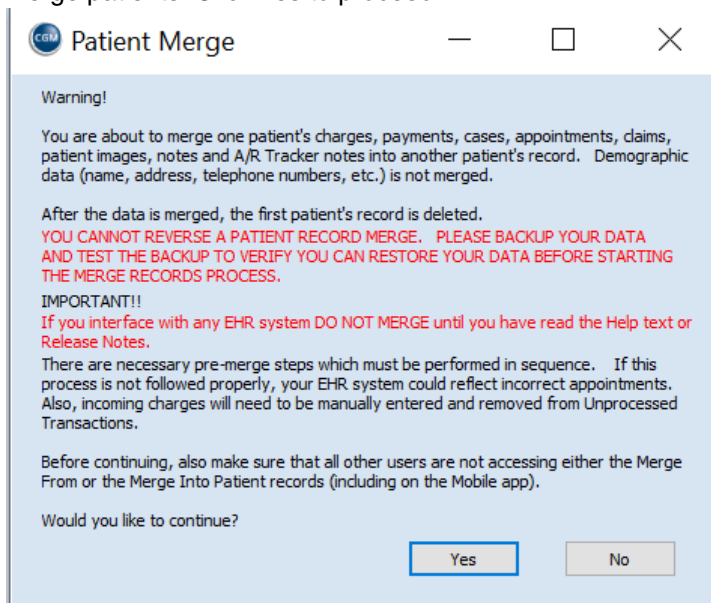 CGM Patient Merge
Warning!
You are about to merge one patient's charges, payments, cases, appointments, claims,
patient images, notes and A/R Tracker notes into another patient's record. Demographic
data (name, address, telephone numbers, etc.) is not merged.
After the data is merged, the first patient's record is deleted.
YOU CANNOT REVERSE A PATIENT RECORD MERGE. PLEASE BACKUP YOUR DATA
AND TEST THE BACKUP TO VERIFY YOU CAN RESTORE YOUR DATA BEFORE STARTING
THE MERGE RECORDS PROCESS.
IMPORTANT!!
If you interface with any EHR system DO NOT MERGE until you have read the Help text or
Release Notes.
There are necessary pre-merge steps which must be performed in sequence. If this
process is not followed properly, your EHR system could reflect incorrect appointments.
Also, incoming charges will need to be manually entered and removed from Unprocessed
Transactions.
Before continuing, also make sure that all other users are not accessing either the Merge
From or the Merge Into Patient records (including on the Mobile app).
Would you like to continue?
Yes No